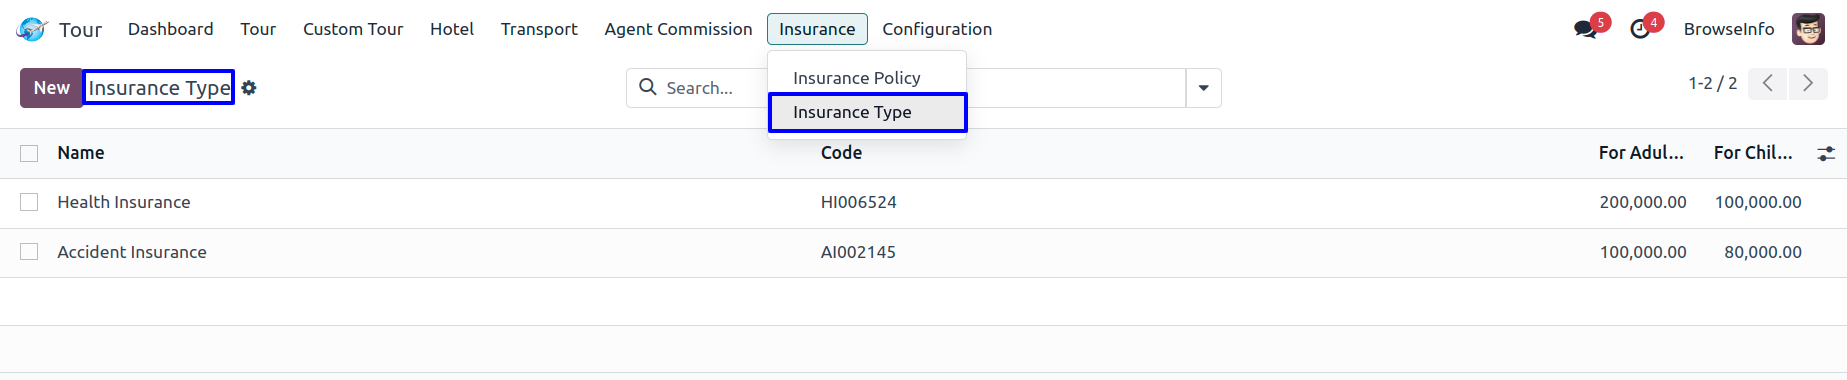 Tour Dashboard Tour Custom Tour Hotel Transport Agent Commission Insurance Configuration 5 4 BrowseInfo
New Insurance Type Search... 1-2 / 2
Insurance Policy
Insurance Type
Name Code For Adul... For Chil...
Health Insurance HI006524 200,000.00 100,000.00
Accident Insurance AI002145 100,000.00 80,000.00